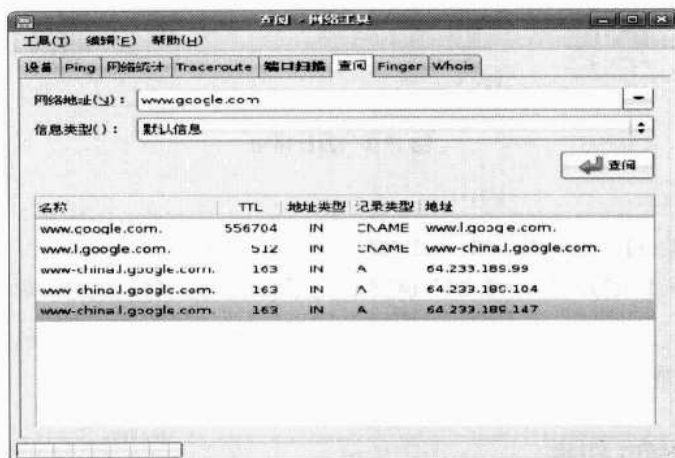 查阅 - 网络工具
工具(T) 编辑(E) 帮助(H)
设备 Ping 网络统计 Traceroute 端口扫描 查阅 Finger Whois
网络地址(N)： www.google.com
信息类型()： 默认信息
查阅
名称 TTL 地址类型 记录类型 地址
www.google.com. 556704 IN CNAME www.l.google.com.
www.l.google.com. 512 IN CNAME www-china.l.google.com.
www-china.l.google.com. 163 IN A 64.233.189.99
www-china.l.google.com. 163 IN A 64.233.189.104
www-china.l.google.com. 163 IN A 64.233.189.147